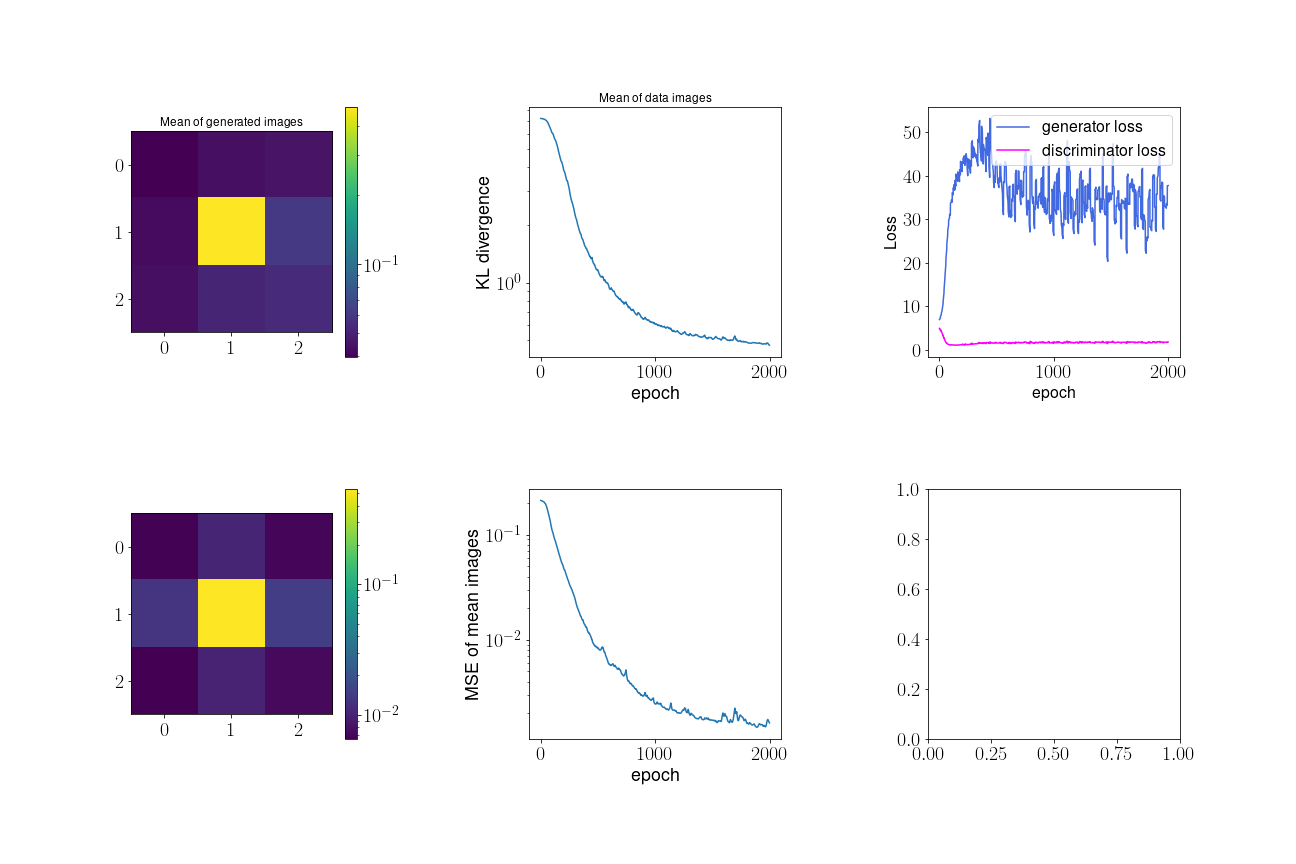 Mean of generated images
0
1
2
0 1 2
10⁻¹
Mean of data images
KL divergence
10⁰
0 1000 2000
epoch
generator loss
discriminator loss
Loss
50
40
30
20
10
0
0 1000 2000
epoch
0
1
2
0 1 2
10⁻¹
10⁻²
MSE of mean images
10⁻¹
10⁻²
0 1000 2000
epoch
1.0
0.8
0.6
0.4
0.2
0.0
0.00 0.25 0.50 0.75 1.00